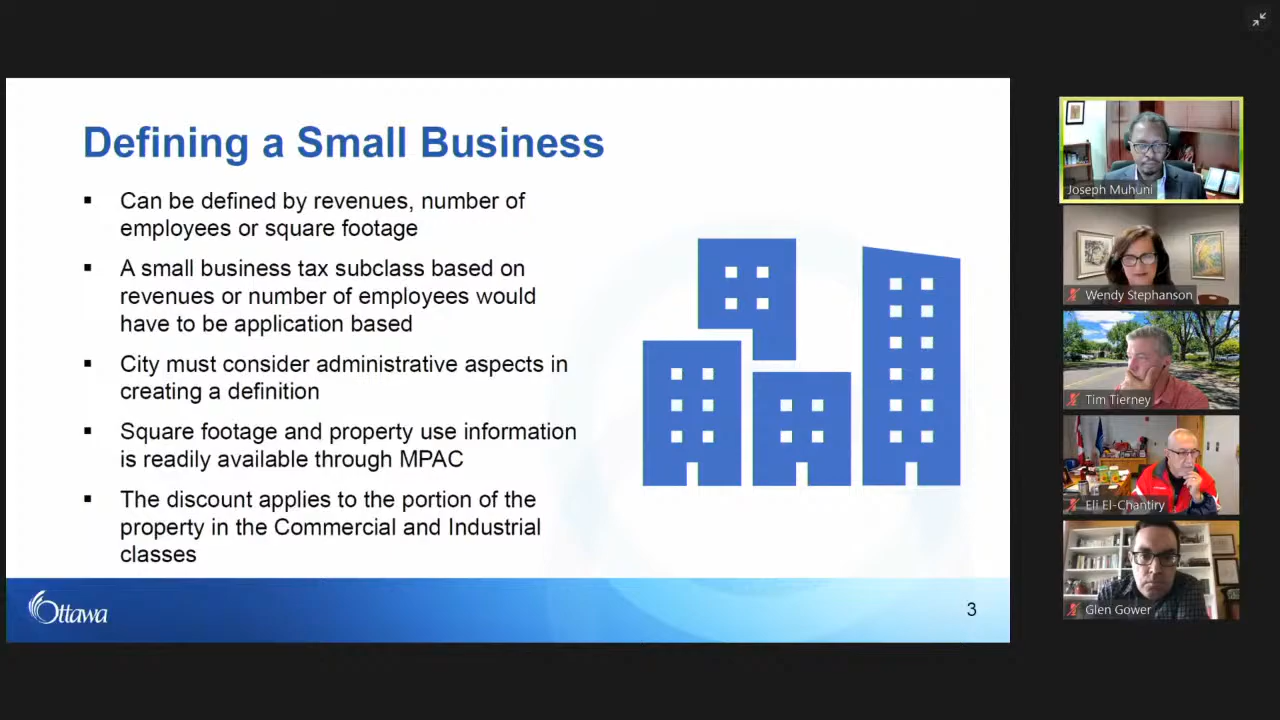 Defining a Small Business
▪ Can be defined by revenues, number of
employees or square footage
▪ A small business tax subclass based on
revenues or number of employees would
have to be application based
▪ City must consider administrative aspects in
creating a definition
▪ Square footage and property use information
is readily available through MPAC
▪ The discount applies to the portion of the
property in the Commercial and Industrial
classes
Ottawa
3
Joseph Muhuni
Wendy Stephanson
Tim Tierney
Eli El-Chantiry
Glen Gower